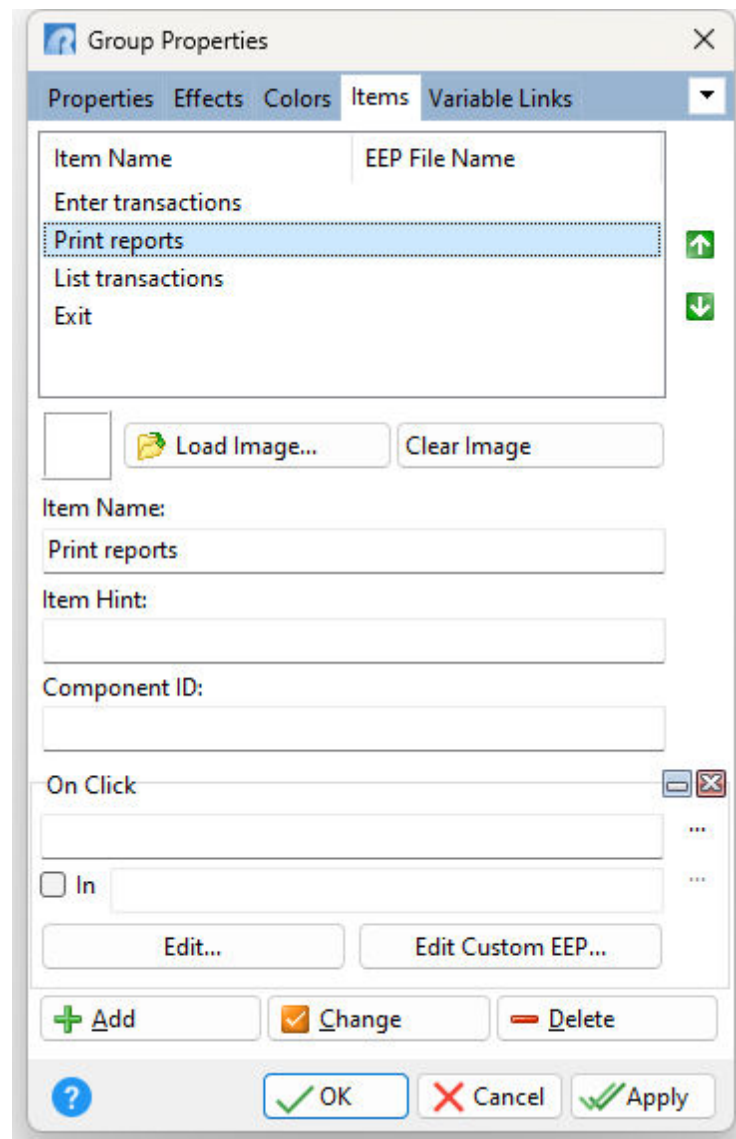 Group Properties
Properties Effects Colors Items Variable Links
Item Name EEP File Name
Enter transactions
Print reports
List transactions
Exit
Load Image... Clear Image
Item Name:
Print reports
Item Hint:
Component ID:
On Click
...
In ...
Edit... Edit Custom EEP...
Add Change Delete
? OK Cancel Apply